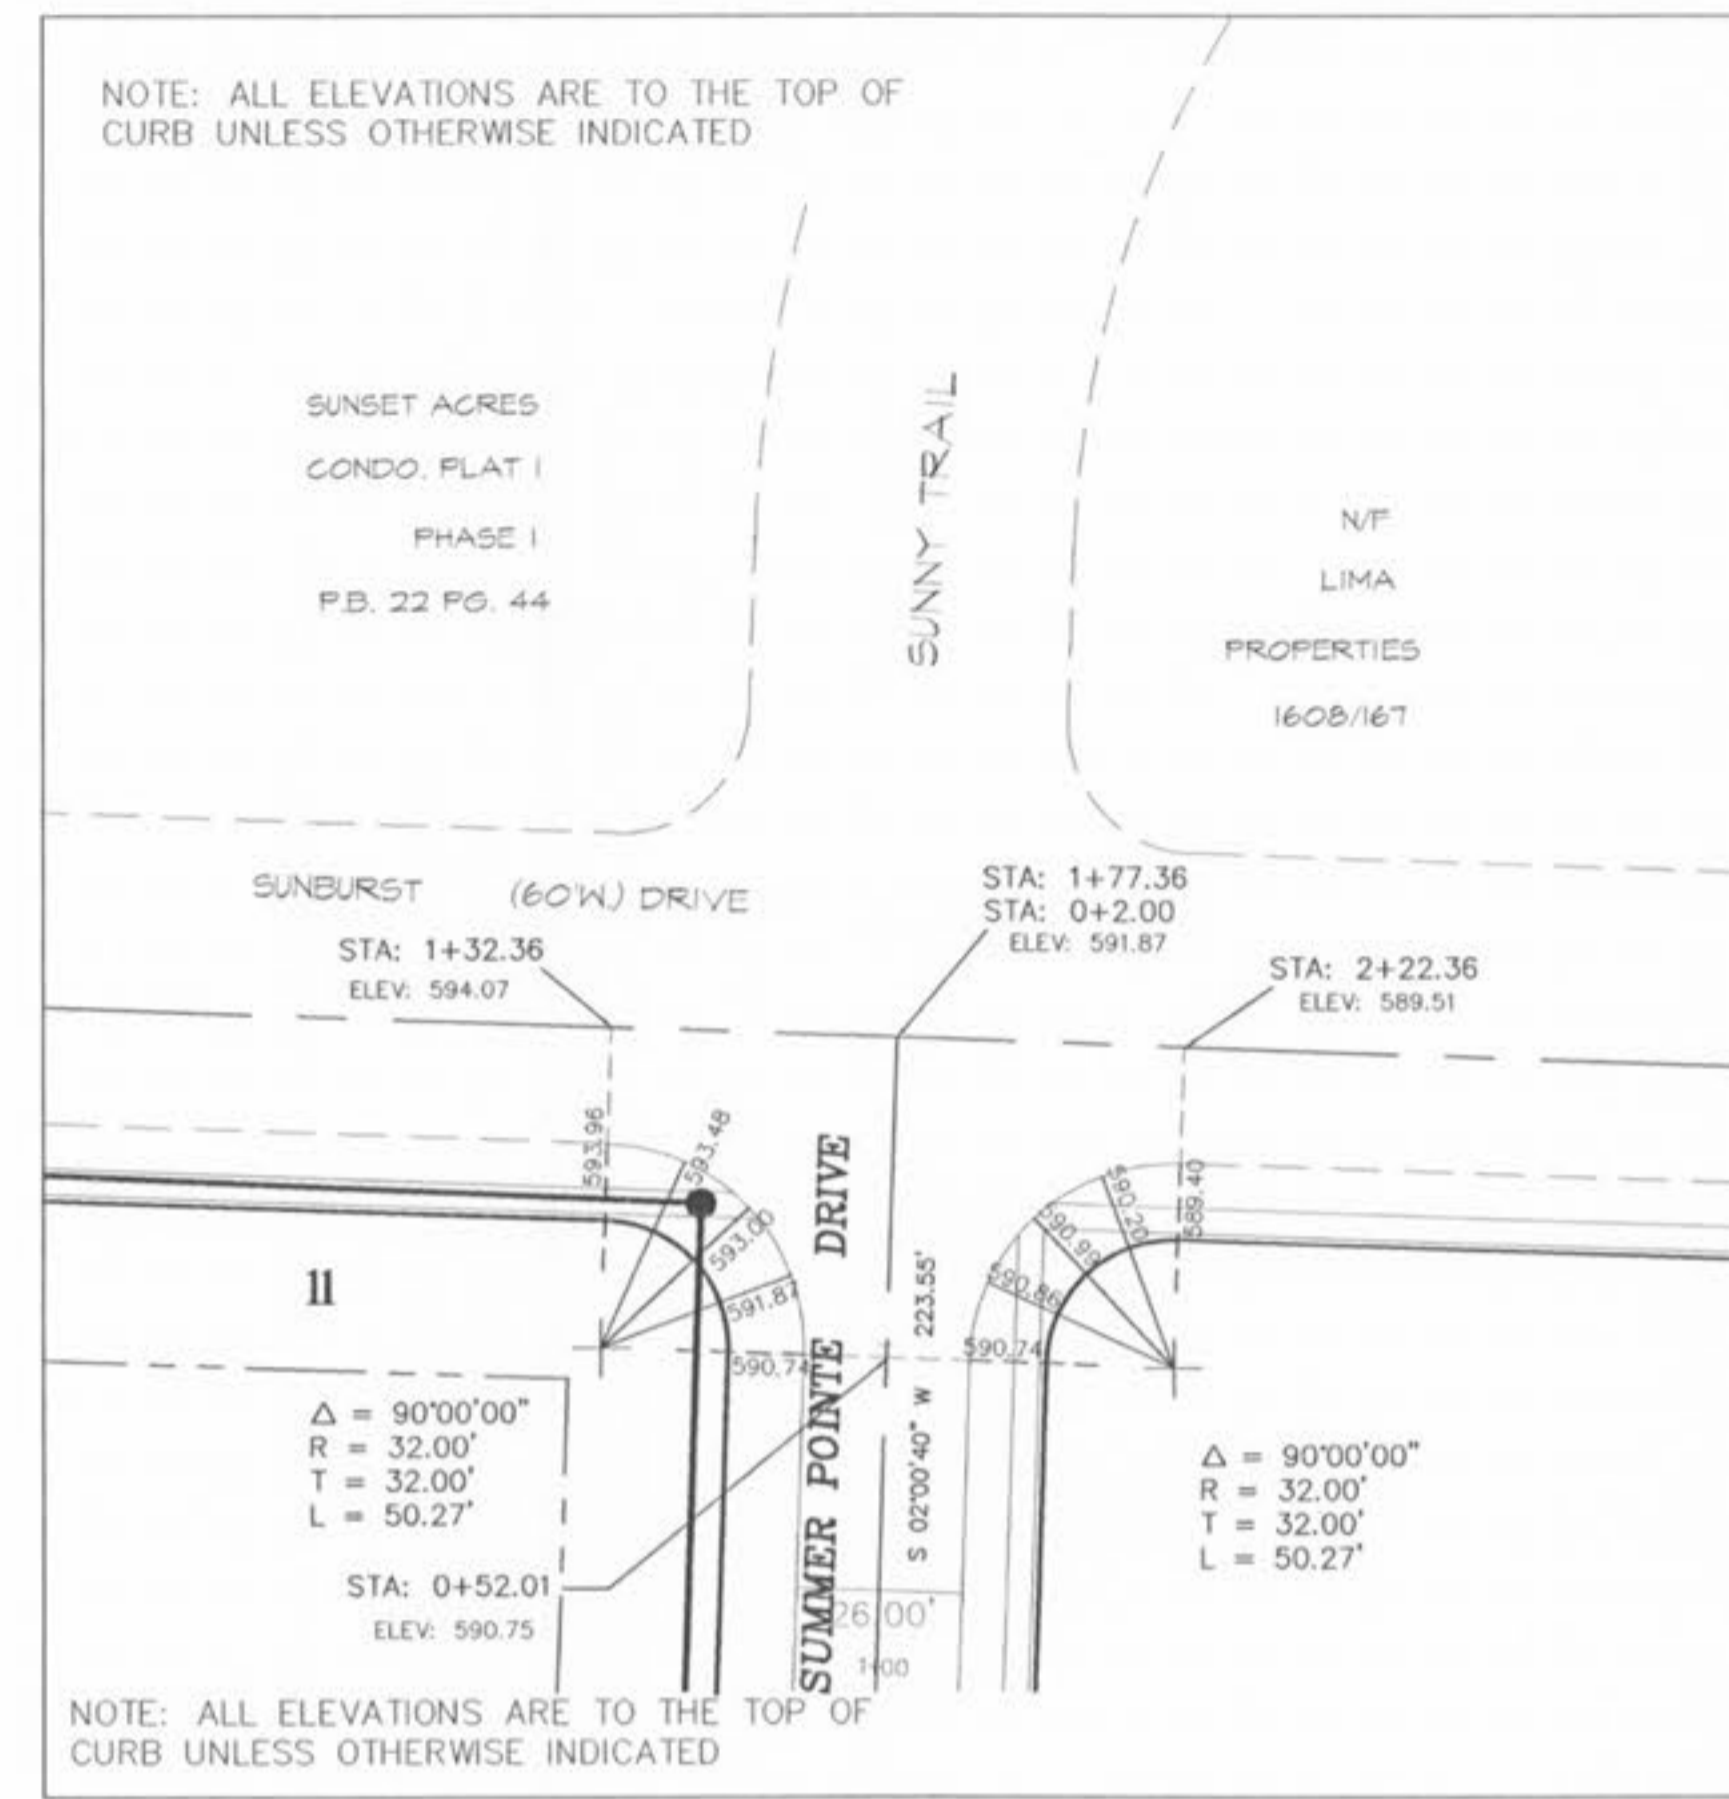 NOTE: ALL ELEVATIONS ARE TO THE TOP OF
CURB UNLESS OTHERWISE INDICATED
SUNSET ACRES
CONDO. PLAT 1
PHASE 1
P.B. 22 PG. 44
SUNNY TRAIL
N/F
LIMA
PROPERTIES
1608/167
SUNBURST (60'W.) DRIVE
STA: 1+77.36
STA: 0+2.00
ELEV: 591.87
STA: 1+32.36
ELEV: 594.07
STA: 2+22.36
ELEV: 589.51
593.96
593.48
593.00
591.87
590.74
590.74
590.86
590.98
590.20
589.40
11
SUMMER POINTE DRIVE
S 02°00'40" W 223.55'
Δ = 90°00'00"
R = 32.00'
T = 32.00'
L = 50.27'
Δ = 90°00'00"
R = 32.00'
T = 32.00'
L = 50.27'
STA: 0+52.01
ELEV: 590.75
26.00'
1+00
NOTE: ALL ELEVATIONS ARE TO THE TOP OF
CURB UNLESS OTHERWISE INDICATED